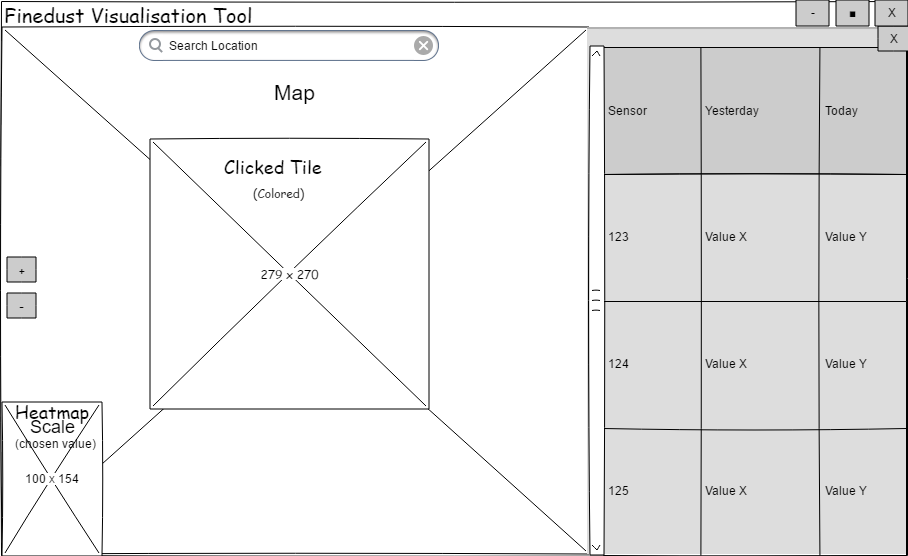 Finedust Visualisation Tool
- ■ X
X
Search Location
Map
Clicked Tile
(Colored)
279 x 270
+
-
Heatmap
Scale
(chosen value)
100 x 154
Sensor Yesterday Today
123 Value X Value Y
124 Value X Value Y
125 Value X Value Y